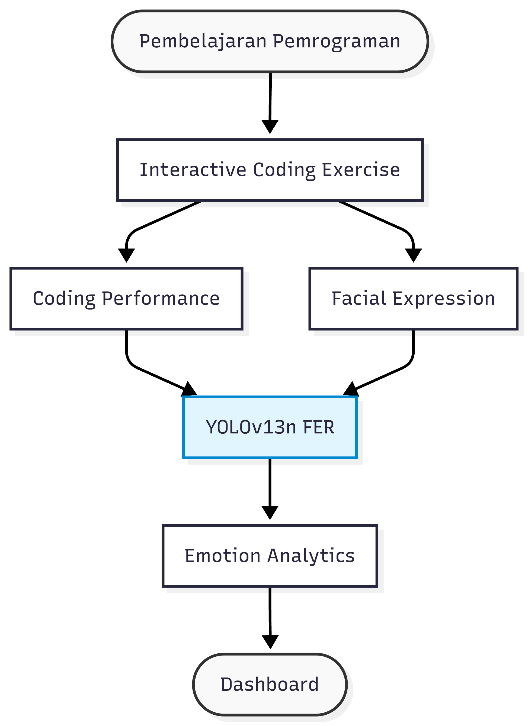 Pembelajaran Pemrograman
Interactive Coding Exercise
Coding Performance
Facial Expression
YOLOv13n FER
Emotion Analytics
Dashboard